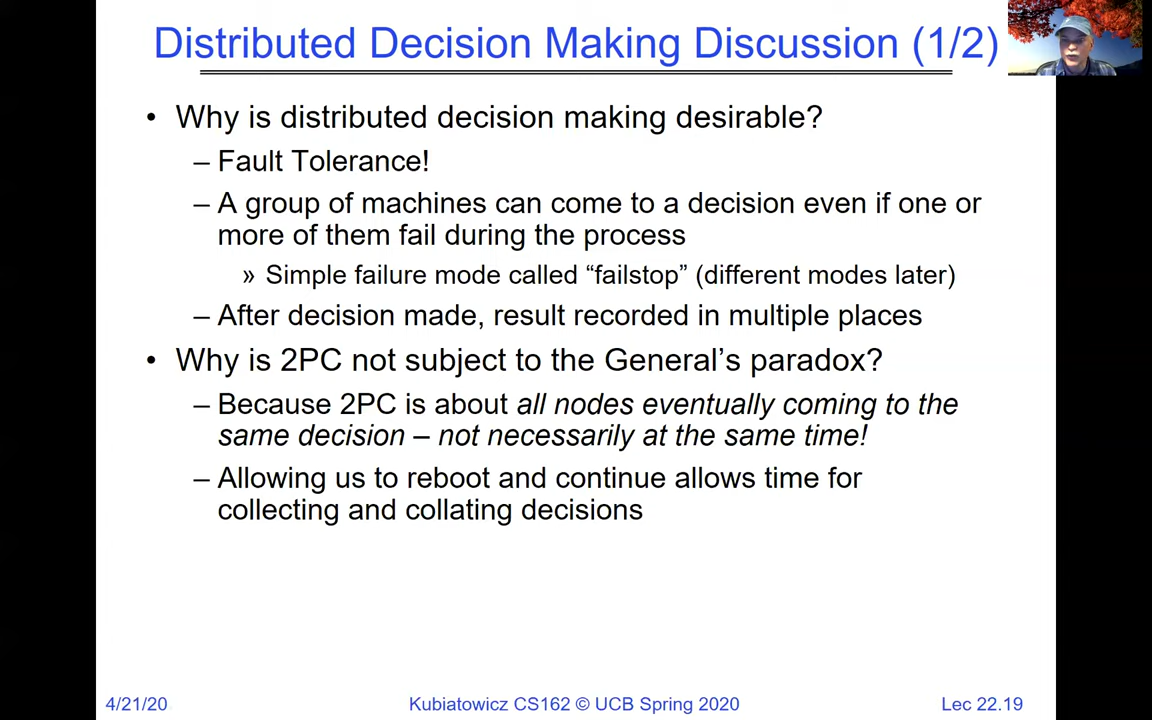 Distributed Decision Making Discussion (1/2)
• Why is distributed decision making desirable?
– Fault Tolerance!
– A group of machines can come to a decision even if one or
more of them fail during the process
» Simple failure mode called “failstop” (different modes later)
– After decision made, result recorded in multiple places
• Why is 2PC not subject to the General’s paradox?
– Because 2PC is about all nodes eventually coming to the
same decision – not necessarily at the same time!
– Allowing us to reboot and continue allows time for
collecting and collating decisions
4/21/20
Kubiatowicz CS162 © UCB Spring 2020
Lec 22.19